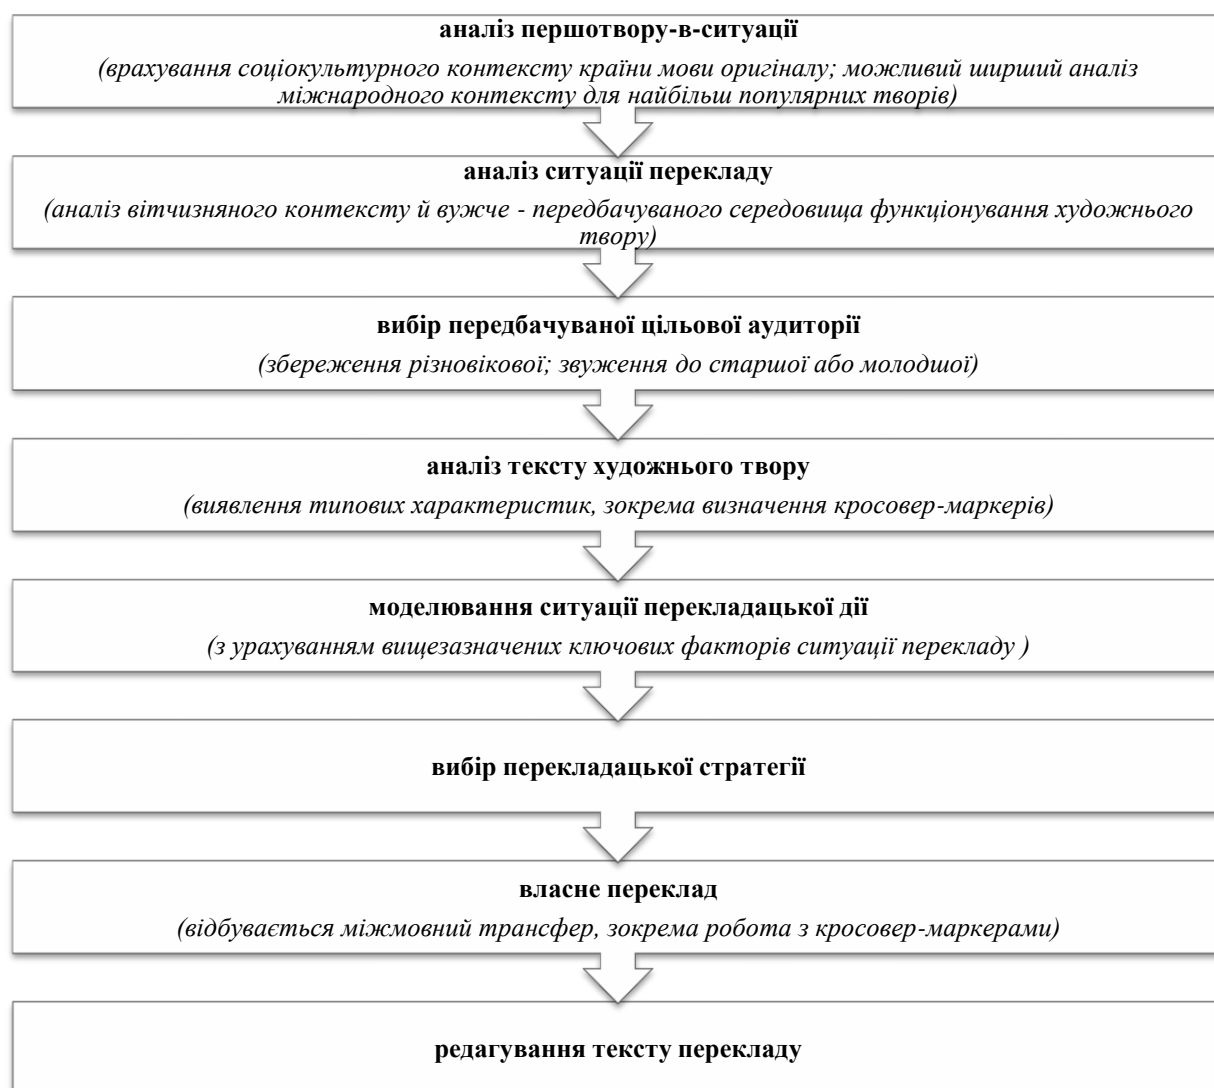 аналіз першотвору-в-ситуації
(врахування соціокультурного контексту країни мови оригіналу; можливий ширший аналіз
міжнародного контексту для найбільш популярних творів)
аналіз ситуації перекладу
(аналіз вітчизняного контексту й вужче - передбачуваного середовища функціонування художнього
твору)
вибір передбачуваної цільової аудиторії
(збереження різновікової; звуження до старшої або молодшої)
аналіз тексту художнього твору
(виявлення типових характеристик, зокрема визначення кросовер-маркерів)
моделювання ситуації перекладацької дії
(з урахуванням вищезазначених ключових факторів ситуації перекладу )
вибір перекладацької стратегії
власне переклад
(відбувається міжмовний трансфер, зокрема робота з кросовер-маркерами)
редагування тексту перекладу